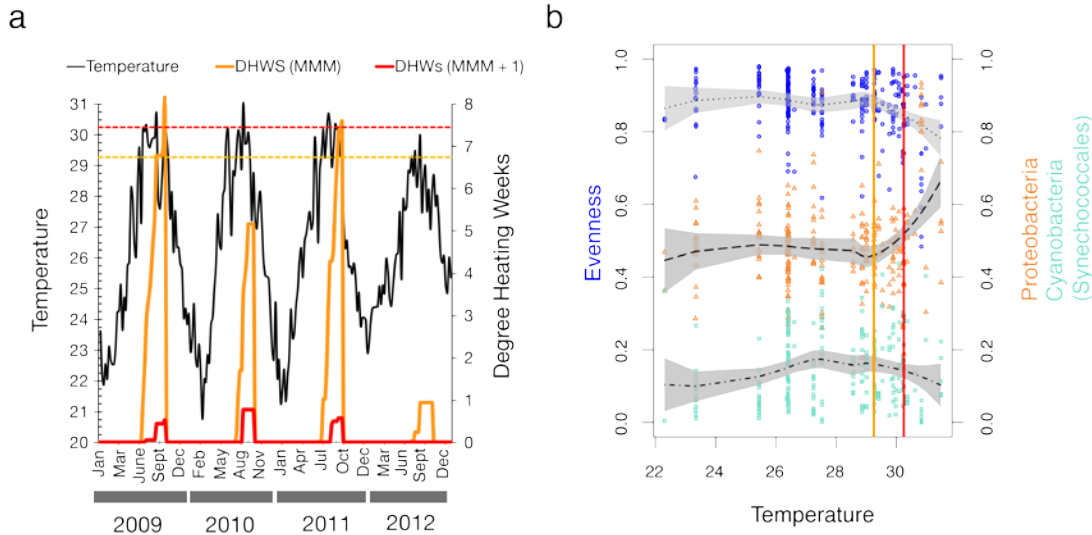 a
Temperature DHWS (MMM) DHWs (MMM + 1)
31
30
29
28
27
26
25
24
23
22
21
20
Temperature
8
7
6
5
4
3
2
1
0
Degree Heating Weeks
Jan Mar June Sept Dec Feb May Aug Nov Jan Apr Jul Oct Dec Mar Jun Sept Dec
2009 2010 2011 2012
b
1.0
0.8
0.6
0.4
0.2
0.0
Evenness
1.0
0.8
0.6
0.4
0.2
0.0
Proteobacteria
Cyanobacteria
(Synechococcales)
22 24 26 28 30
Temperature